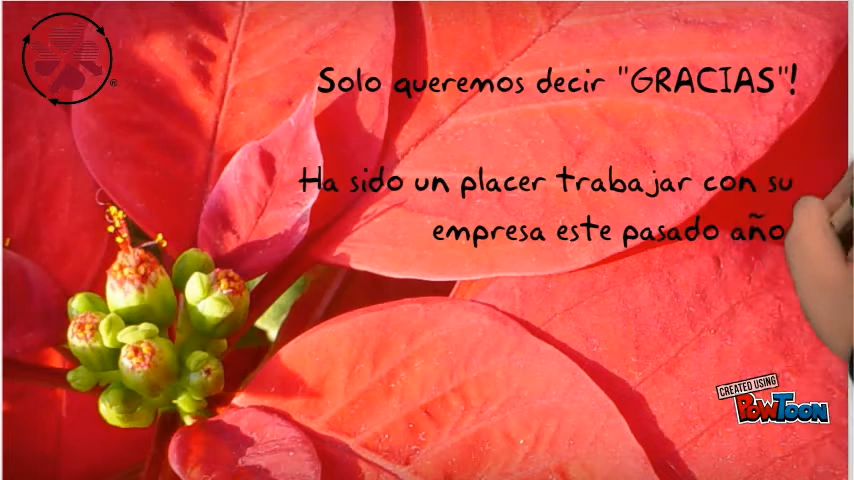 Solo queremos decir "GRACIAS"!
Ha sido un placer trabajar con su
empresa este pasado año
CREATED USING
POWTOON
®